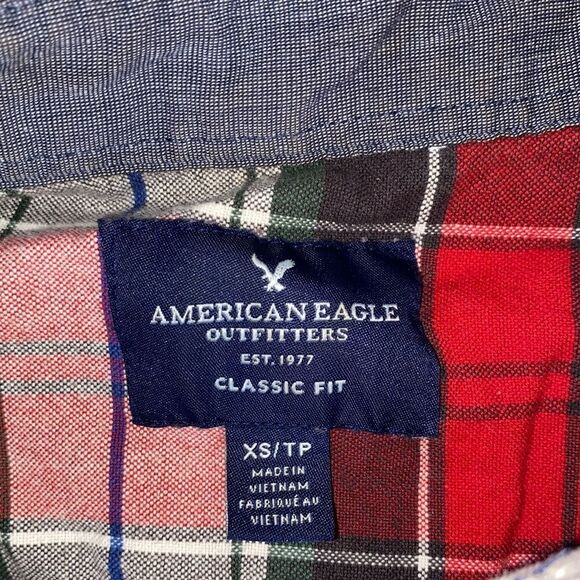 AMERICAN EAGLE
OUTFITTERS
EST. 1977
CLASSIC FIT
XS/TP
MADE IN
VIETNAM
FABRIQUÉ AU
VIETNAM